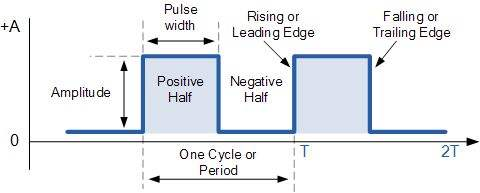 Pulse
width
Rising or
Leading Edge
Falling or
Trailing Edge
+A
Amplitude
Positive
Half
Negative
Half
0
One Cycle or
Period
T
2T